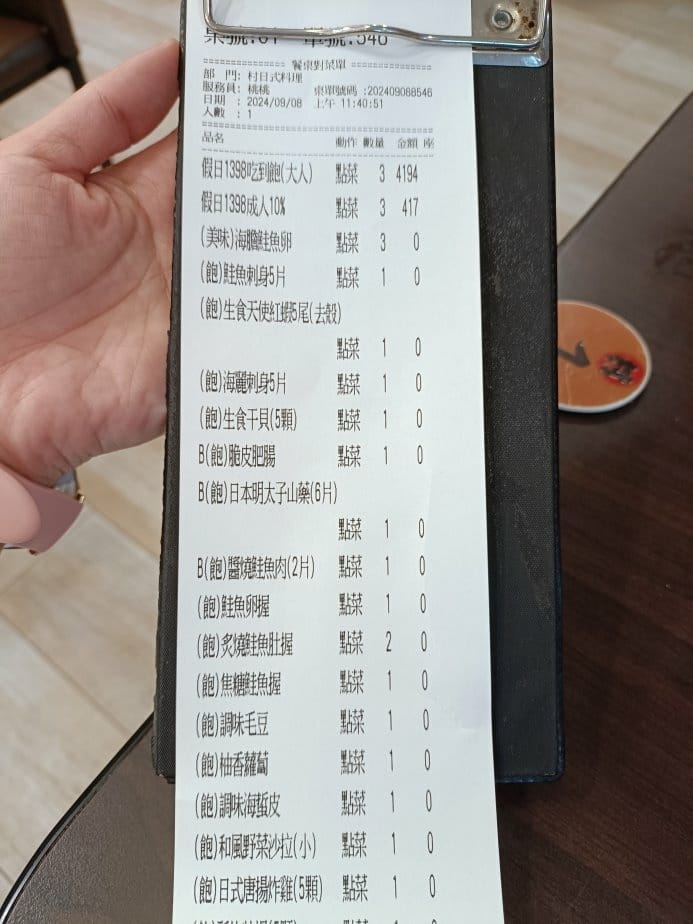 桌號:61 單號:546
======== 餐桌對菜單 ========
部 門: 村日式料理
服務員: 桃桃 桌單號碼 :202409088546
日期 : 2024/09/08 上午 11:40:51
人數 : 1
品名 動作 數量 金額 座
假日1398吃到飽(大人) 點菜 3 4194
假日1398成人10% 點菜 3 417
(美味)海膽鮭魚卵 點菜 3 0
(飽)鮭魚刺身5片 點菜 1 0
(飽)生食天使紅蝦5尾(去殼)
點菜 1 0
(飽)海鱺刺身5片 點菜 1 0
(飽)生食干貝(5顆) 點菜 1 0
B(飽)脆皮肥腸 點菜 1 0
B(飽)日本明太子山藥(6片)
點菜 1 0
B(飽)醬燒鮭魚肉(2片) 點菜 1 0
(飽)鮭魚卵握 點菜 1 0
(飽)炙燒鮭魚肚握 點菜 2 0
(飽)焦糖鮭魚握 點菜 1 0
(飽)調味毛豆 點菜 1 0
(飽)柚香蘿蔔 點菜 1 0
(飽)調味海蜇皮 點菜 1 0
(飽)和風野菜沙拉(小) 點菜 1 0
(飽)日式唐揚炸雞(5顆) 點菜 1 0